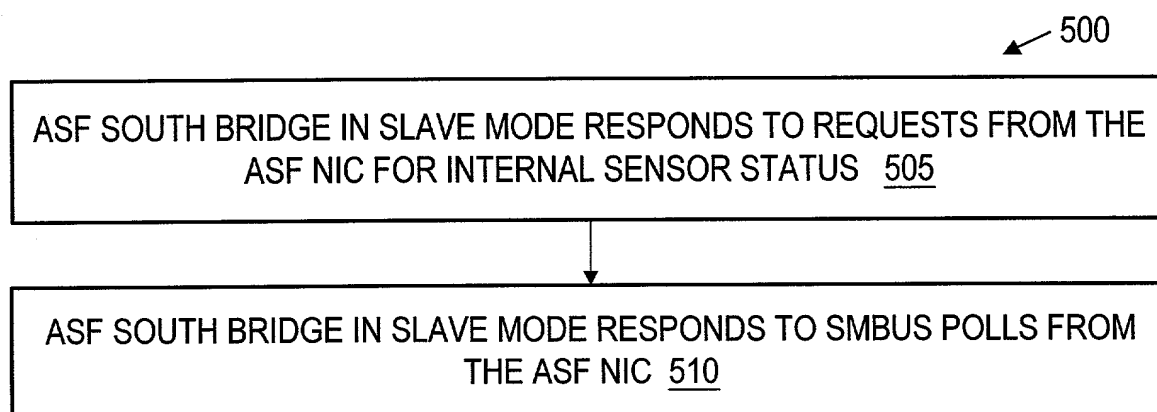 500
ASF SOUTH BRIDGE IN SLAVE MODE RESPONDS TO REQUESTS FROM THE
ASF NIC FOR INTERNAL SENSOR STATUS 505
ASF SOUTH BRIDGE IN SLAVE MODE RESPONDS TO SMBUS POLLS FROM
THE ASF NIC 510